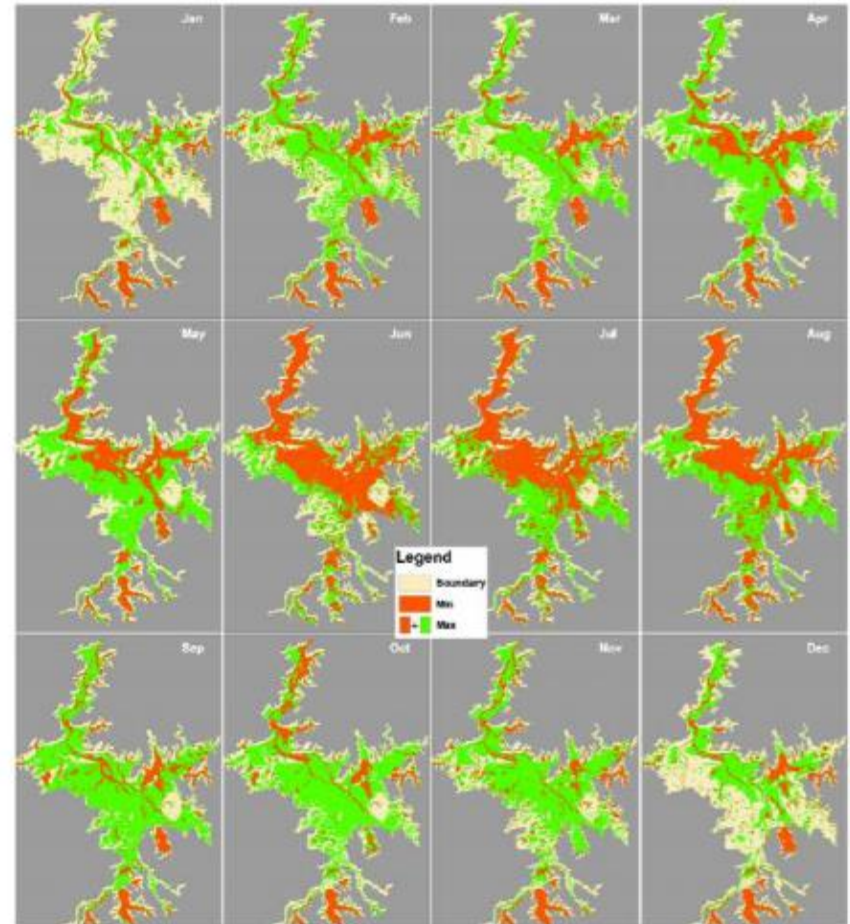 Jan
Feb
Mar
Apr
May
Jun
Jul
Aug
Legend
Boundary
Min
+ Max
Sep
Oct
Nov
Dec